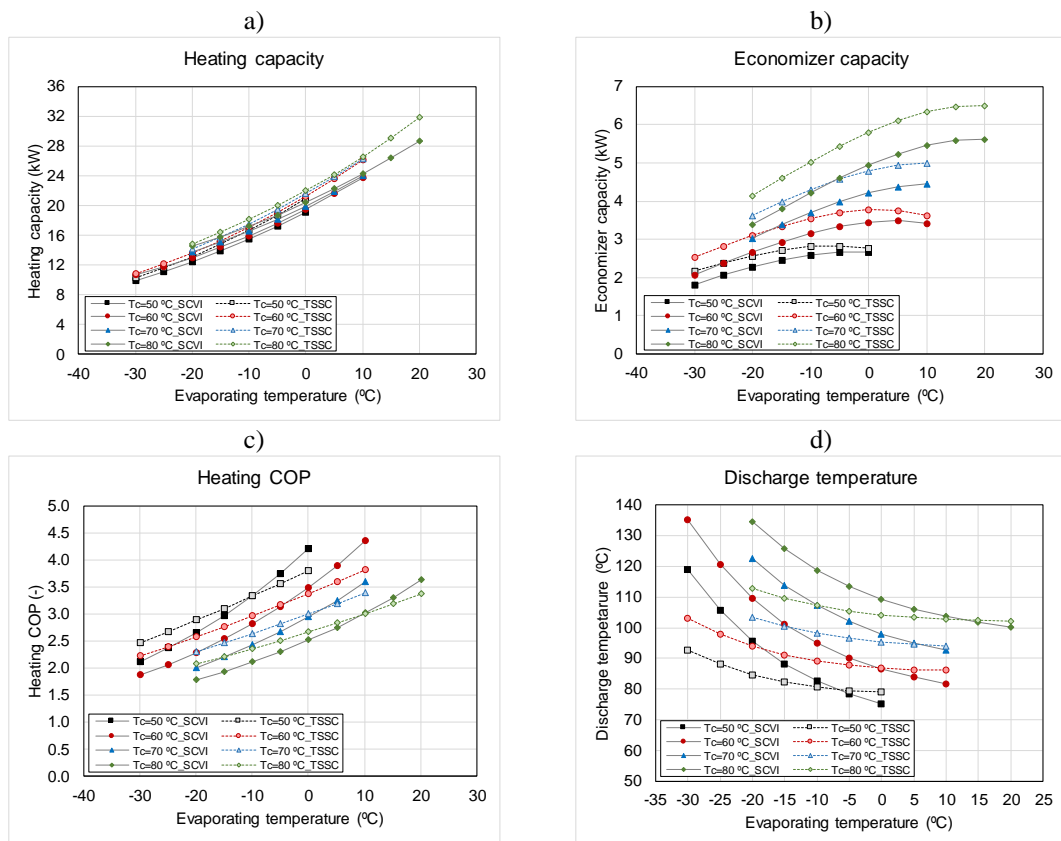 a)
Heating capacity
36
32
28
24
20
16
12
8
4
0
Heating capacity (kW)
Tc=50 ºC_SCVI Tc=50 ºC_TSSC
Tc=60 ºC_SCVI Tc=60 ºC_TSSC
Tc=70 ºC_SCVI Tc=70 ºC_TSSC
Tc=80 ºC_SCVI Tc=80 ºC_TSSC
-40 -30 -20 -10 0 10 20 30
Evaporating temperature (ºC)
b)
Economizer capacity
7
6
5
4
3
2
1
0
Economizer capacity (kW)
Tc=50 ºC_SCVI Tc=50 ºC_TSSC
Tc=60 ºC_SCVI Tc=60 ºC_TSSC
Tc=70 ºC_SCVI Tc=70 ºC_TSSC
Tc=80 ºC_SCVI Tc=80 ºC_TSSC
-40 -30 -20 -10 0 10 20 30
Evaporating temperature (ºC)
c)
Heating COP
5.0
4.5
4.0
3.5
3.0
2.5
2.0
1.5
1.0
0.5
0.0
Heating COP (-)
Tc=50 ºC_SCVI Tc=50 ºC_TSSC
Tc=60 ºC_SCVI Tc=60 ºC_TSSC
Tc=70 ºC_SCVI Tc=70 ºC_TSSC
Tc=80 ºC_SCVI Tc=80 ºC_TSSC
-40 -30 -20 -10 0 10 20 30
Evaporating temperature (ºC)
d)
Discharge temperature
140
130
120
110
100
90
80
70
60
50
Discharge tempetarure (ºC)
Tc=50 ºC_SCVI Tc=50 ºC_TSSC
Tc=60 ºC_SCVI Tc=60 ºC_TSSC
Tc=70 ºC_SCVI Tc=70 ºC_TSSC
Tc=80 ºC_SCVI Tc=80 ºC_TSSC
-35 -30 -25 -20 -15 -10 -5 0 5 10 15 20 25
Evaporating temperature (ºC)